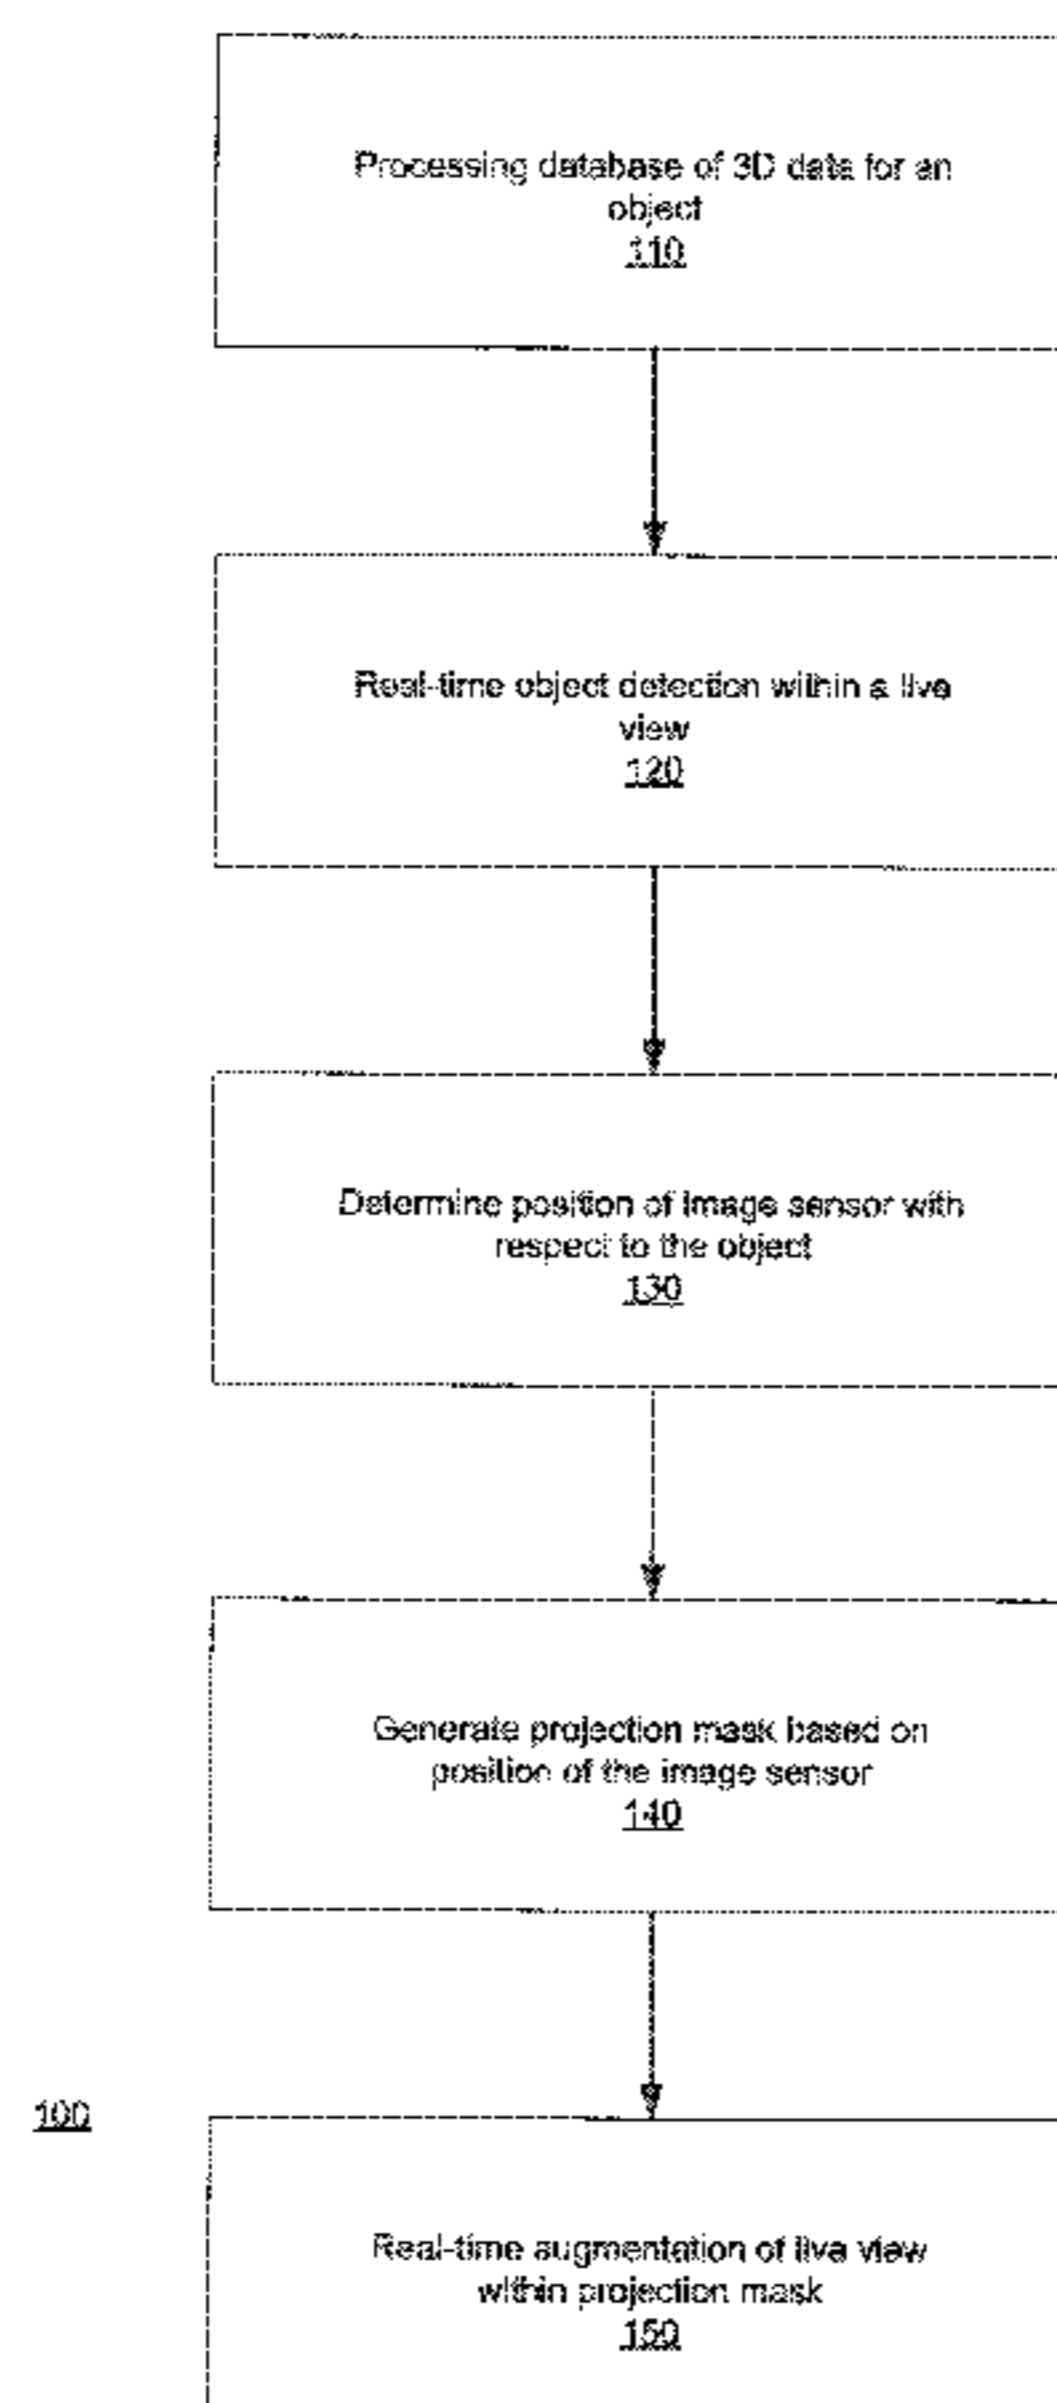 Processing database of 3D data for an
object
110
Real-time object detection within a live
view
120
Determine position of image sensor with
respect to the object
130
Generate projection mask based on
position of the image sensor
140
100
Real-time augmentation of live view
within projection mask
150